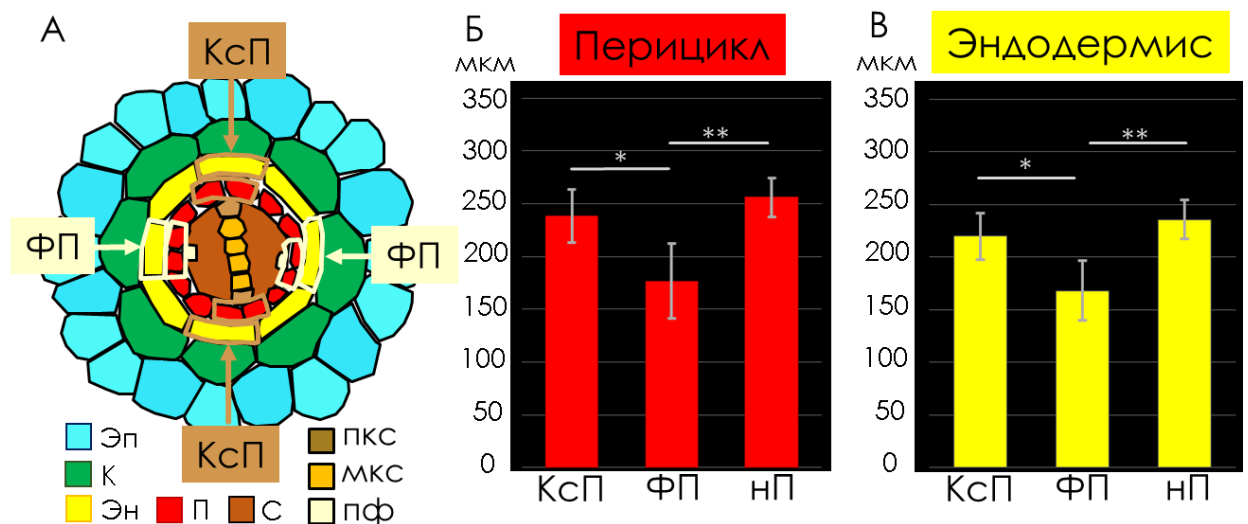 А
КсП
ФП
ФП
КсП
Эп
К
Эн
П
С
пкс
мкс
пф
Б
мкм
Перицикл
350
300
250
200
150
100
50
0
*
**
КсП
ФП
нП
В
мкм
Эндодермис
350
300
250
200
150
100
50
0
*
**
КсП
ФП
нП